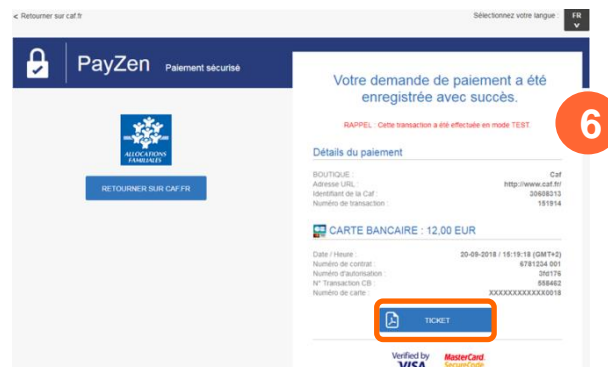 < Retourner sur caf.fr
Sélectionnez votre langue : FR
PayZen Paiement sécurisé
ALLOCATIONS
FAMILIALES
RETOURNER SUR CAF.FR
Votre demande de paiement a été
enregistrée avec succès.
RAPPEL : Cette transaction a été effectuée en mode TEST.
6
Détails du paiement
BOUTIQUE : Caf
Adresse URL : http://www.caf.fr/
Identifiant de la Caf : 30608313
Numéro de transaction : 151914
CARTE BANCAIRE : 12,00 EUR
Date / Heure : 20-09-2018 / 15:19:18 (GMT+2)
Numéro de contrat : 6781234 001
Numéro d'autorisation : 3fd176
N° Transaction CB : 558462
Numéro de carte : XXXXXXXXXXXX0018
TICKET
Verified by
VISA
MasterCard
SecureCode